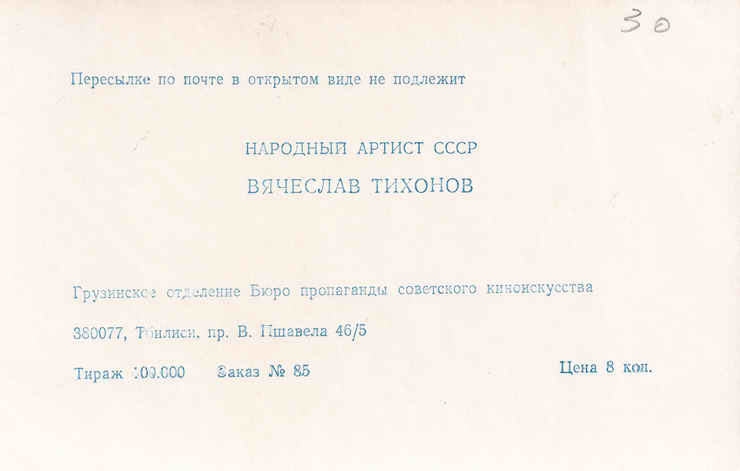 30
Пересылке по почте в открытом виде не подлежит
НАРОДНЫЙ АРТИСТ СССР
ВЯЧЕСЛАВ ТИХОНОВ
Грузинское отделение Бюро пропаганды советского киноискусства
380077, Тбилиси, пр. В. Пшавела 46/5
Тираж 100.000 Заказ № 85 Цена 8 коп.